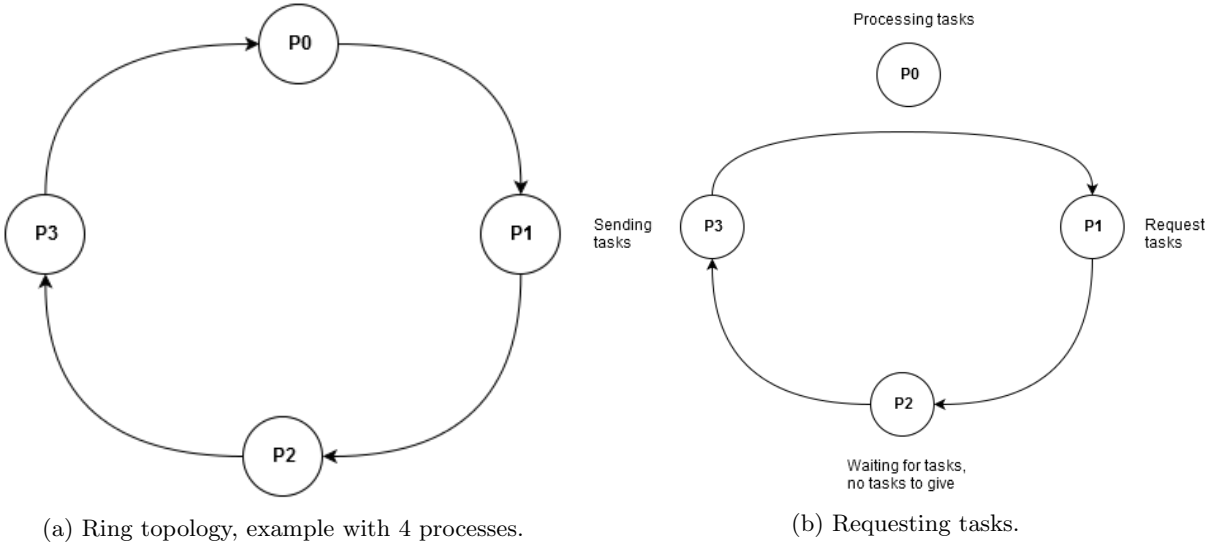 P0
P3
P1
P2
(a) Ring topology, example with 4 processes.
Processing tasks
P0
Sending
tasks
P3
P1
Request
tasks
P2
Waiting for tasks,
no tasks to give
(b) Requesting tasks.